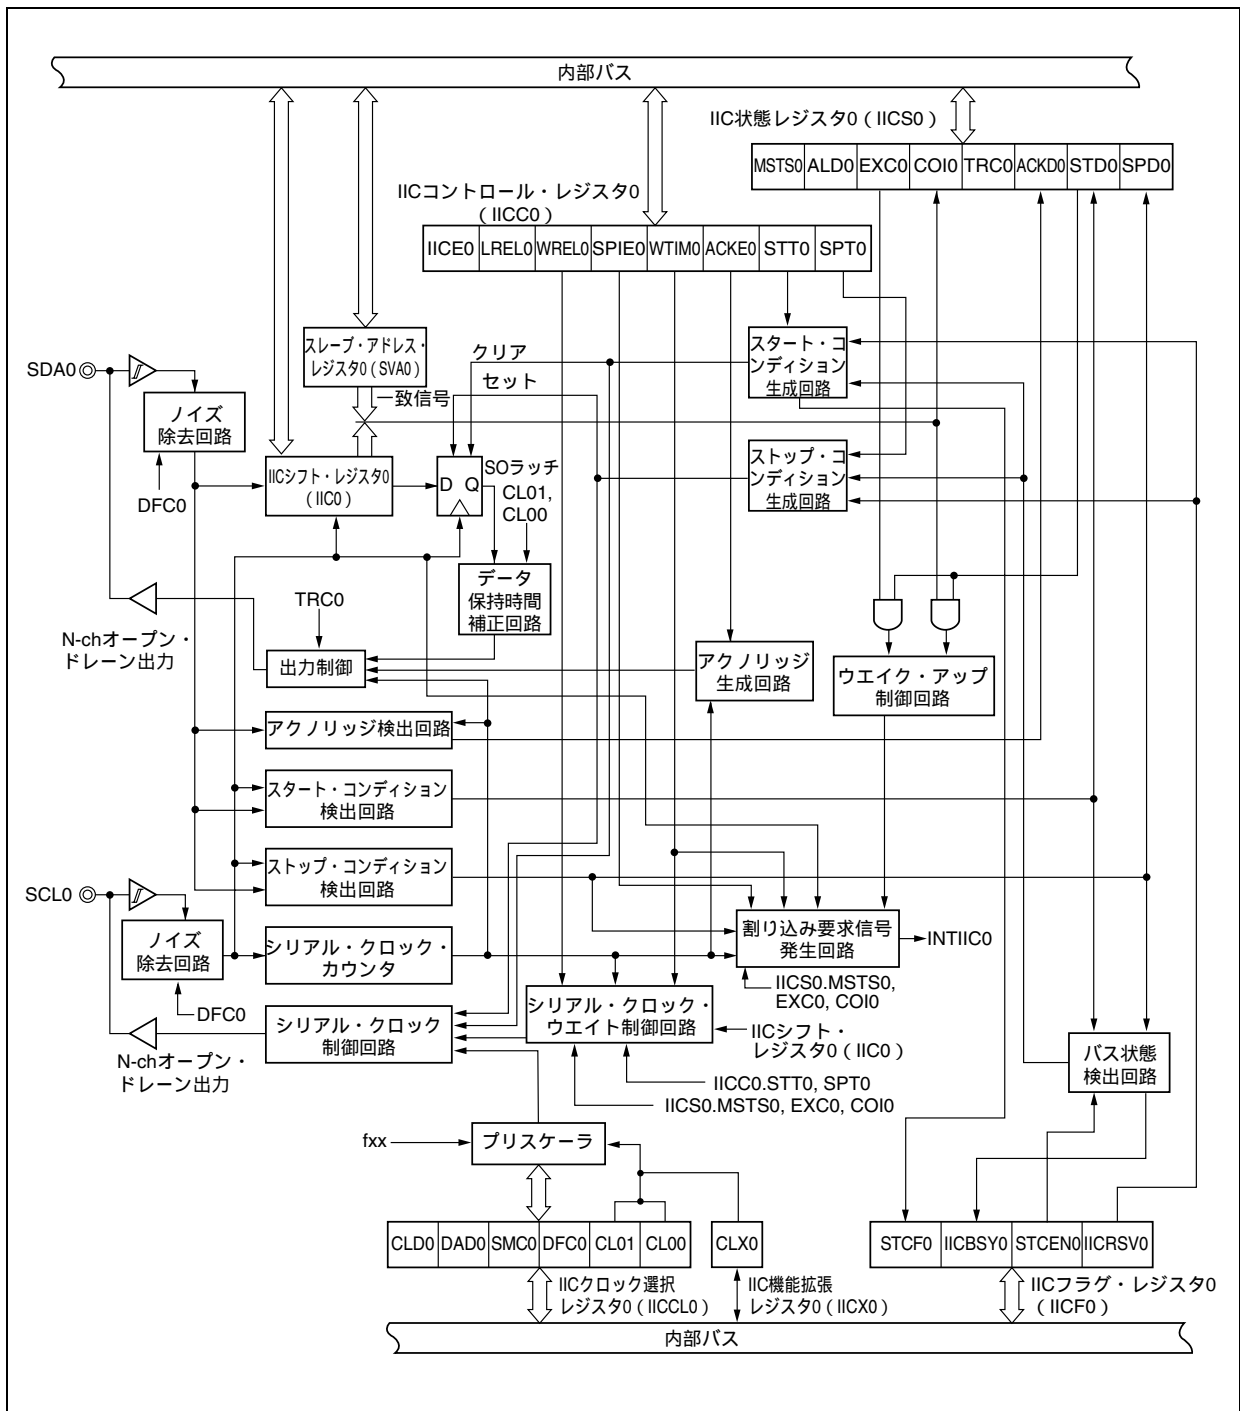 内部バス
IIC状態レジスタ0（IICS0）
MSTS0 ALD0 EXC0 COI0 TRC0 ACKD0 STD0 SPD0
IICコントロール・レジスタ0
（IICC0）
IICE0 LREL0 WREL0 SPIE0 WTIM0 ACKE0 STT0 SPT0
スレーブ・アドレス・
レジスタ0（SVA0）
クリア
セット
スタート・コ
ンディション
生成回路
SDA0
一致信号
ノイズ
除去回路
DFC0
IICシフト・レジスタ0
（IIC0）
D Q
SOラッチ
CL01,
CL00
ストップ・コ
ンディション
生成回路
データ
保持時間
補正回路
TRC0
N-chオープン・
ドレーン出力
出力制御
アクノリッジ
生成回路
ウエイク・アップ
制御回路
アクノリッジ検出回路
スタート・コンディション
検出回路
ストップ・コンディション
検出回路
SCL0
ノイズ
除去回路
DFC0
シリアル・クロック・
カウンタ
割り込み要求信号
発生回路
INTIIC0
IICS0.MSTS0,
EXC0, COI0
シリアル・クロック
制御回路
シリアル・クロック・
ウエイト制御回路
IICシフト・
レジスタ0（IIC0）
N-chオープン・
ドレーン出力
IICC0.STT0, SPT0
IICS0.MSTS0, EXC0, COI0
バス状態
検出回路
fxx
プリスケーラ
CLD0 DAD0 SMC0 DFC0 CL01 CL00
CLX0
STCF0 IICBSY0 STCEN0 IICRSV0
IICクロック選択
レジスタ0（IICCL0）
IIC機能拡張
レジスタ0（IICX0）
IICフラグ・レジスタ0
（IICF0）
内部バス